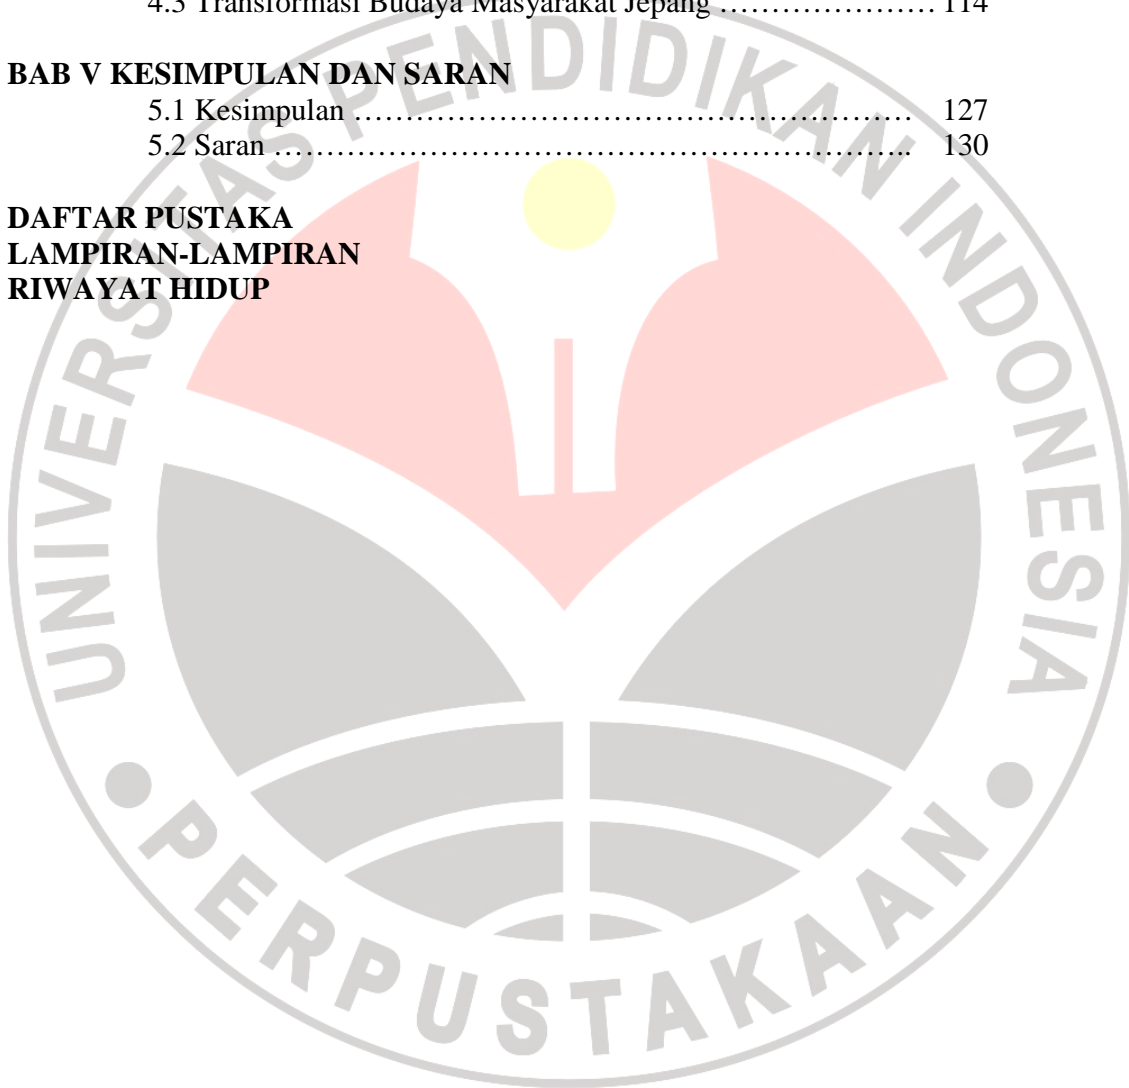 4.3 Transformasi Budaya Masyarakat Jepang ………………… 114
BAB V KESIMPULAN DAN SARAN
5.1 Kesimpulan ……………………………………………… 127
5.2 Saran …………………………………………………….. 130
DAFTAR PUSTAKA
LAMPIRAN-LAMPIRAN
RIWAYAT HIDUP
UNIVERSITAS PENDIDIKAN INDONESIA
PERPUSTAKAAN